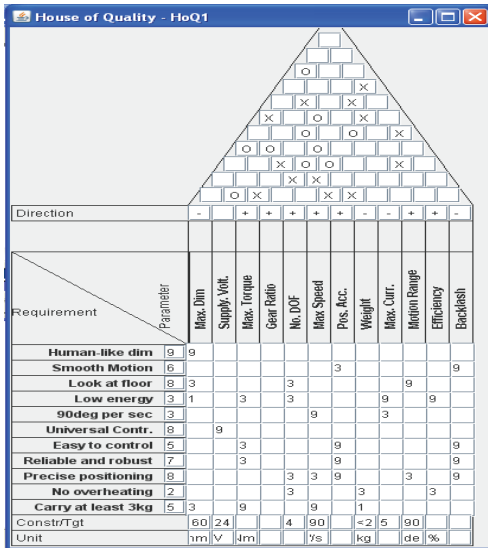 House of Quality - HoQ1
O
X
X X
X O X
O O X
O O O
X O O X
X X
O X X X
Direction - + + + + + - - + + -
Requirement Parameter Max. Dim Supply. Volt. Max. Torque Gear Ratio No. DOF Max Speed Pos. Acc. Weight Max. Curr. Motion Range Efficiency Backlash
Human-like dim 9 9
Smooth Motion 6 3 9
Look at floor 8 3 3 9
Low energy 3 1 3 3 9 9
90deg per sec 3 9 3
Universal Contr. 8 9
Easy to control 5 3 9 9
Reliable and robust 7 3 9 9
Precise positioning 8 3 3 9 3 9
No overheating 2 3 3 3
Carry at least 3kg 5 3 9 9 1
Constr/Tgt 60 24 4 90 <2 5 90
Unit V /s kg de %